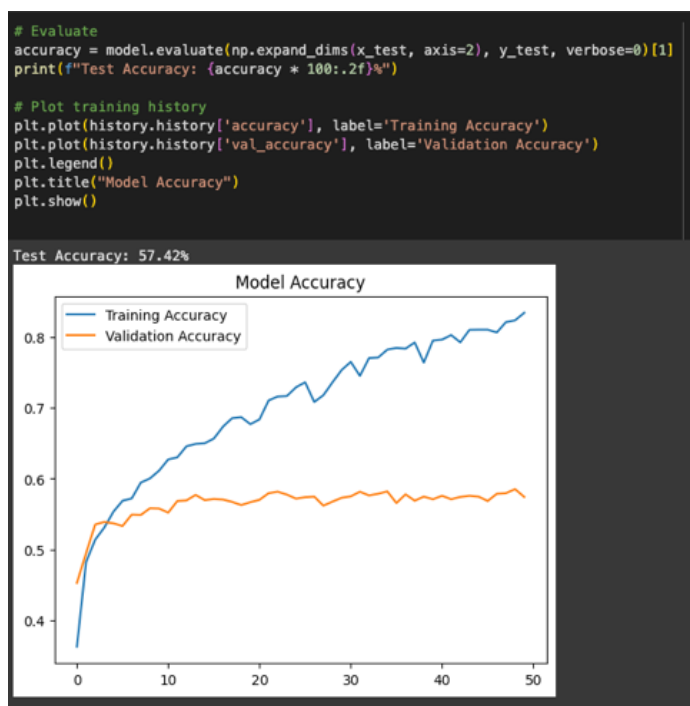 # Evaluate
accuracy = model.evaluate(np.expand_dims(x_test, axis=2), y_test, verbose=0)[1]
print(f"Test Accuracy: {accuracy * 100:.2f}%")
# Plot training history
plt.plot(history.history['accuracy'], label='Training Accuracy')
plt.plot(history.history['val_accuracy'], label='Validation Accuracy')
plt.legend()
plt.title("Model Accuracy")
plt.show()
Test Accuracy: 57.42%
Model Accuracy
Training Accuracy
Validation Accuracy
0.8
0.7
0.6
0.5
0.4
0 10 20 30 40 50